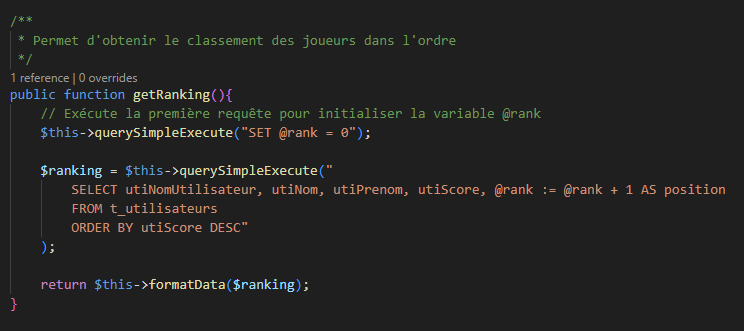 /**
 * Permet d'obtenir le classement des joueurs dans l'ordre
 */
1 reference | 0 overrides
public function getRanking(){
    // Exécute la première requête pour initialiser la variable @rank
    $this->querySimpleExecute("SET @rank = 0");
    $ranking = $this->querySimpleExecute("
        SELECT utiNomUtilisateur, utiNom, utiPrenom, utiScore, @rank := @rank + 1 AS position
        FROM t_utilisateurs
        ORDER BY utiScore DESC"
    );
    return $this->formatData($ranking);
}